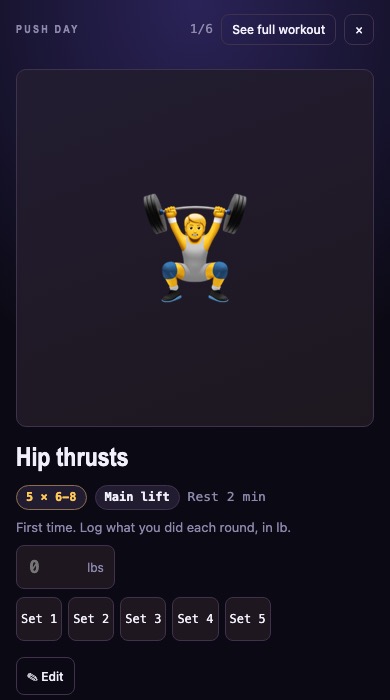 PUSH DAY 1/6 See full workout ×
Hip thrusts
5 × 6–8 Main lift Rest 2 min
First time. Log what you did each round, in lb.
0 lbs
Set 1 Set 2 Set 3 Set 4 Set 5
✎ Edit